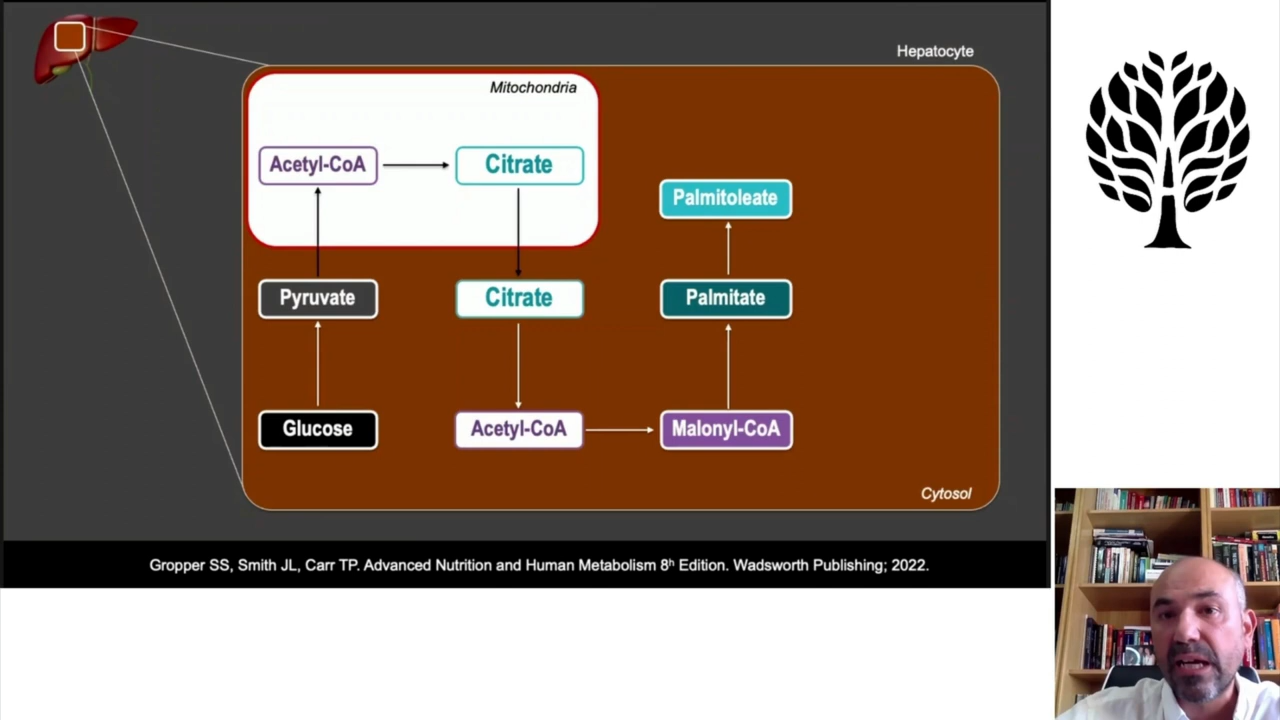 Hepatocyte
Mitochondria
Acetyl-CoA
Citrate
Palmitoleate
Pyruvate
Citrate
Palmitate
Glucose
Acetyl-CoA
Malonyl-CoA
Cytosol
Gropper SS, Smith JL, Carr TP. Advanced Nutrition and Human Metabolism 8ʰ Edition. Wadsworth Publishing; 2022.